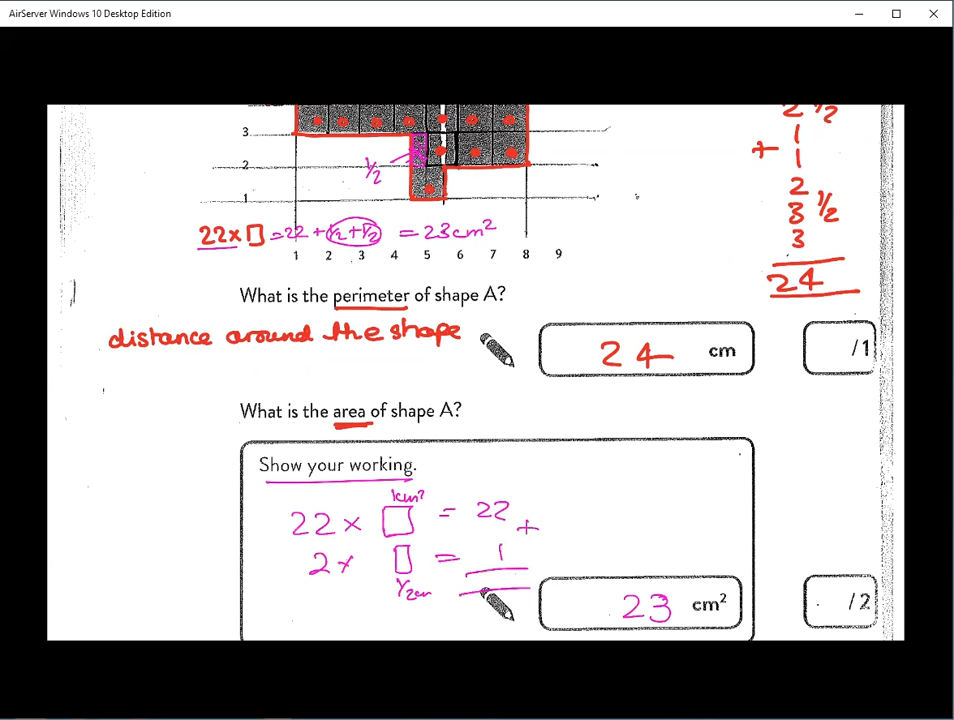 AirServer Windows 10 Desktop Edition
2 1/2
1
+ 1
2
3 1/2
3
24
3
2
1
1/2
22 × □ = 22 + 1/2 + 1/2 = 23 cm²
1 2 3 4 5 6 7 8 9
What is the perimeter of shape A?
distance around the shape
24 cm
/1
What is the area of shape A?
Show your working.
1cm²
22 × □ = 22 +
2 × ▯ = 1
1/2cm
23 cm²
/2